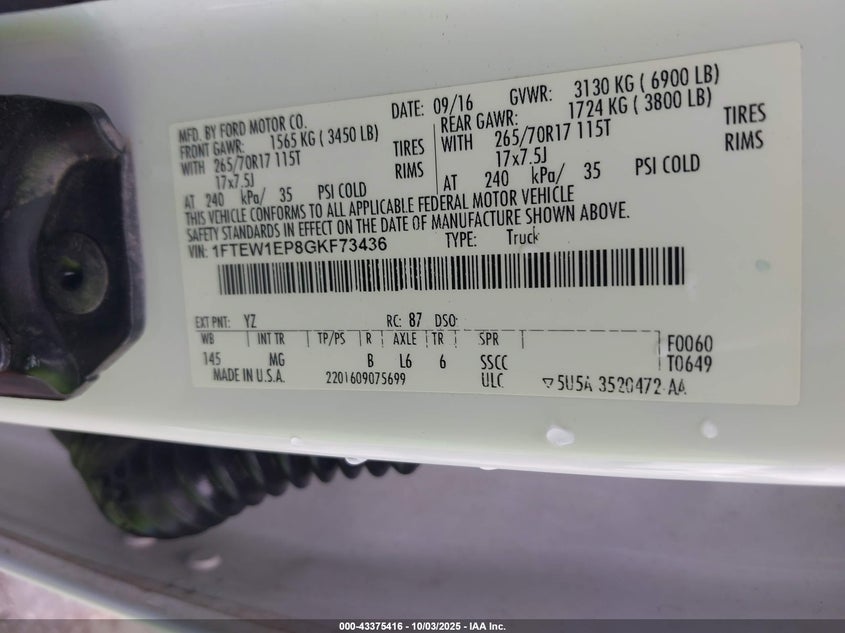 MFD. BY FORD MOTOR CO.
DATE: 09/16 GVWR: 3130 KG ( 6900 LB)
FRONT GAWR: 1565 KG ( 3450 LB)
REAR GAWR: 1724 KG ( 3800 LB)
WITH 265/70R17 115T TIRES
WITH 265/70R17 115T TIRES
17x7.5J RIMS
17x7.5J RIMS
AT 240 kPa/ 35 PSI COLD
AT 240 kPa/ 35 PSI COLD
THIS VEHICLE CONFORMS TO ALL APPLICABLE FEDERAL MOTOR VEHICLE
SAFETY STANDARDS IN EFFECT ON THE DATE OF MANUFACTURE SHOWN ABOVE.
VIN: 1FTEW1EP8GKF73436 TYPE: Truck
EXT PNT: YZ RC: 87 DSO:
WB INT TR TP/PS R AXLE TR SPR F0060
145 MG B L6 6 SSCC T0649
MADE IN U.S.A. 2201609075699 ULC 5U5A 3520472 AA
000-43375416 - 10/03/2025 - IAA Inc.